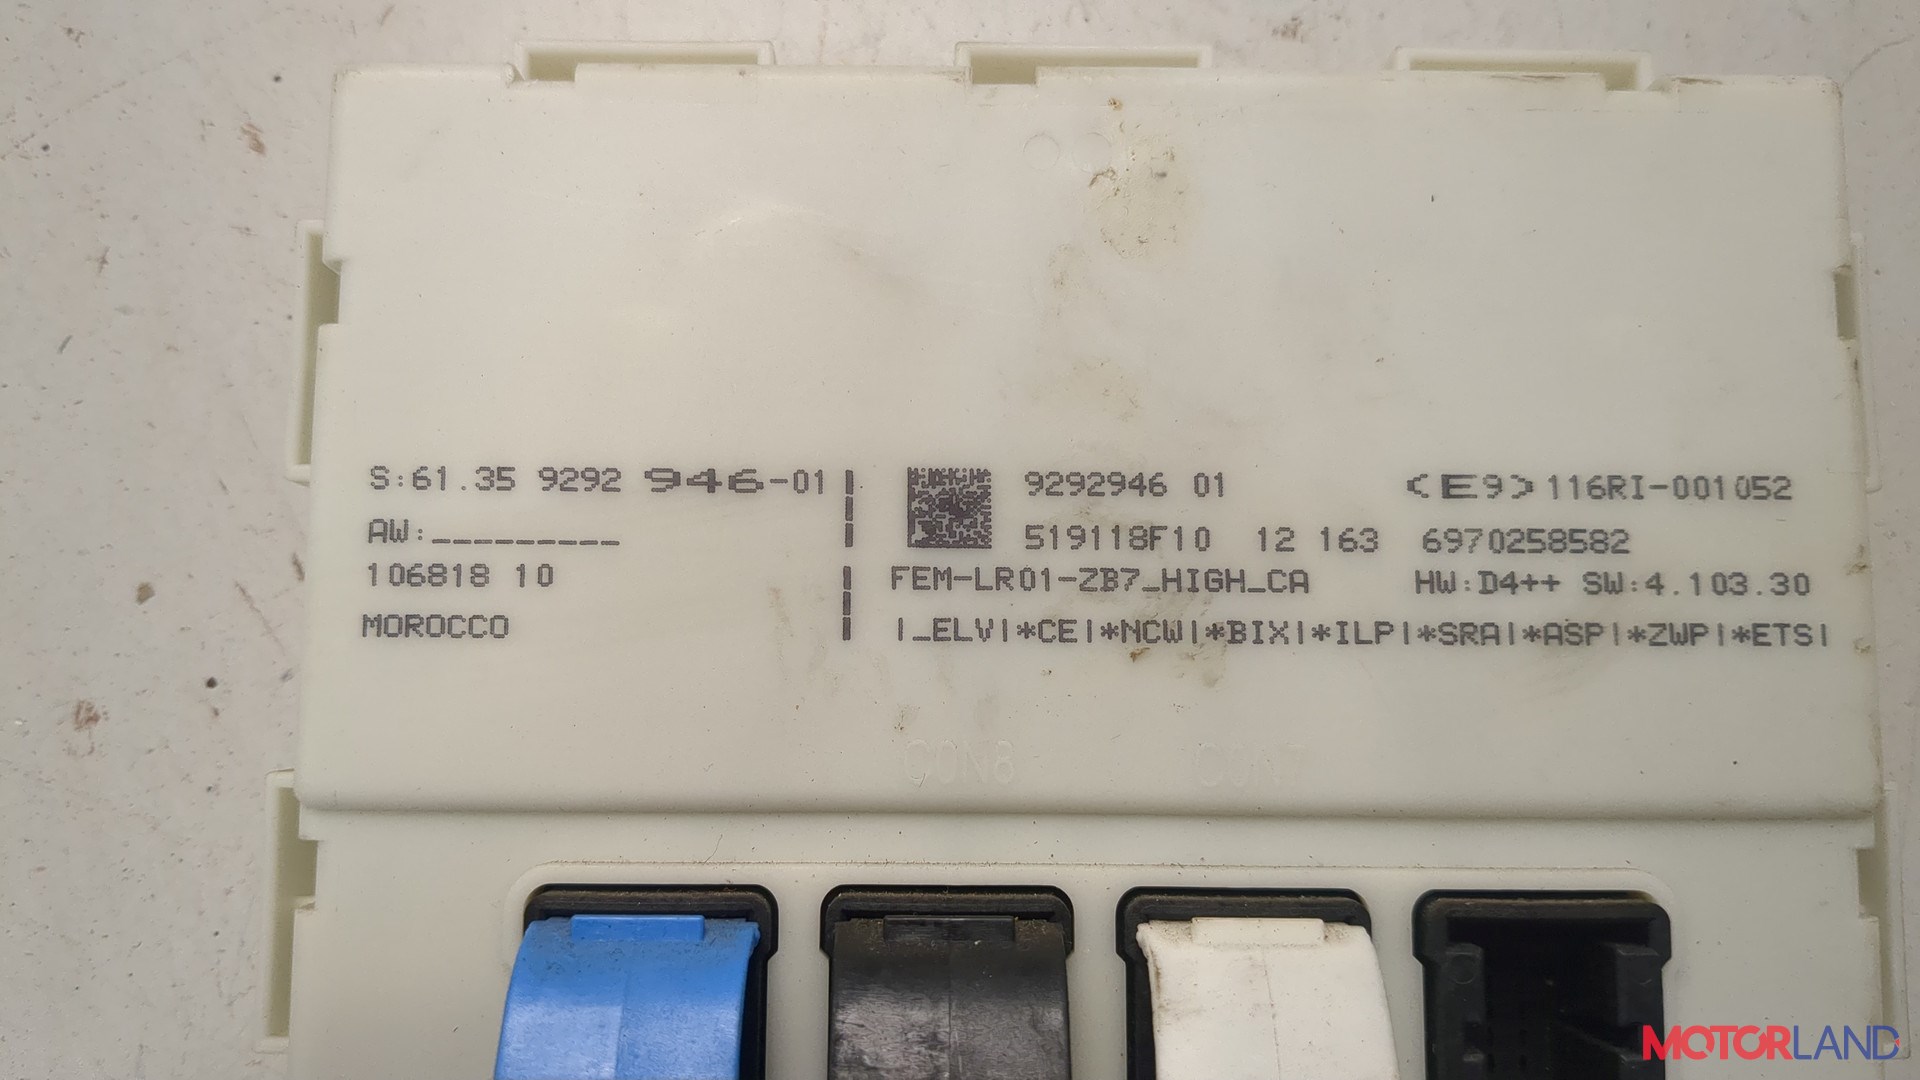 S:61.35 9292 946-01
AW:_________
106818 10
MOROCCO
9292946 01
519118F10 12 163
FEM-LR01-ZB7_HIGH_CA
<E9>116RI-001052
6970258582
HW:D4++ SW:4.103.30
|_ELV|*CE|*NCW|*BIX|*ILP|*SRA|*ASP|*ZWP|*ETS|
CON8
MOTORLAND